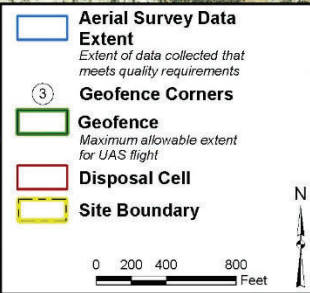 Aerial Survey Data
Extent
Extent of data collected that
meets quality requirements
3 Geofence Corners
Geofence
Maximum allowable extent
for UAS flight
Disposal Cell
Site Boundary
N
0 200 400 800
Feet